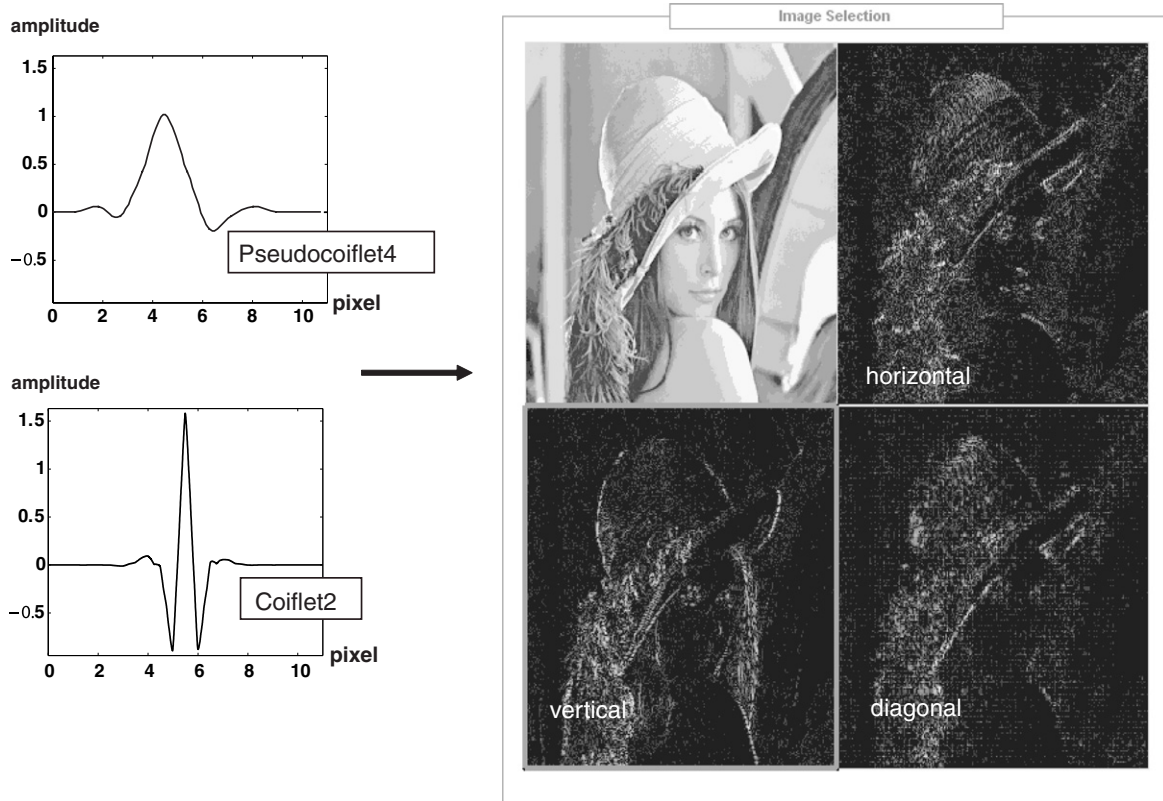 amplitude
1.5
1
0.5
0
−0.5
Pseudocoiflet4
pixel
0 2 4 6 8 10
amplitude
1.5
1
0.5
0
−0.5
Coiflet2
pixel
0 2 4 6 8 10
Image Selection
horizontal
vertical
diagonal